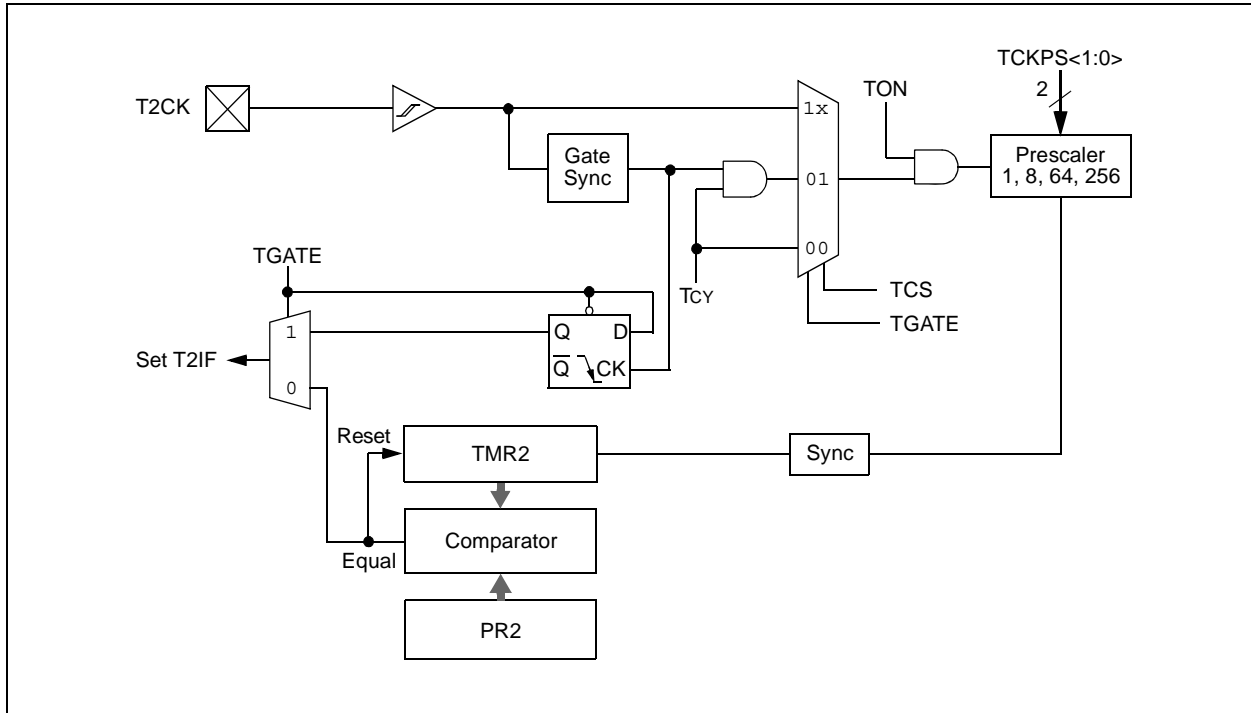 TCKPS<1:0>
2
T2CK
TON
1x
Gate
Sync
01
Prescaler
1, 8, 64, 256
00
TGATE
TCY
TCS
TGATE
1
Q
D
Set T2IF
Q
CK
0
Reset
TMR2
Sync
Equal
Comparator
PR2